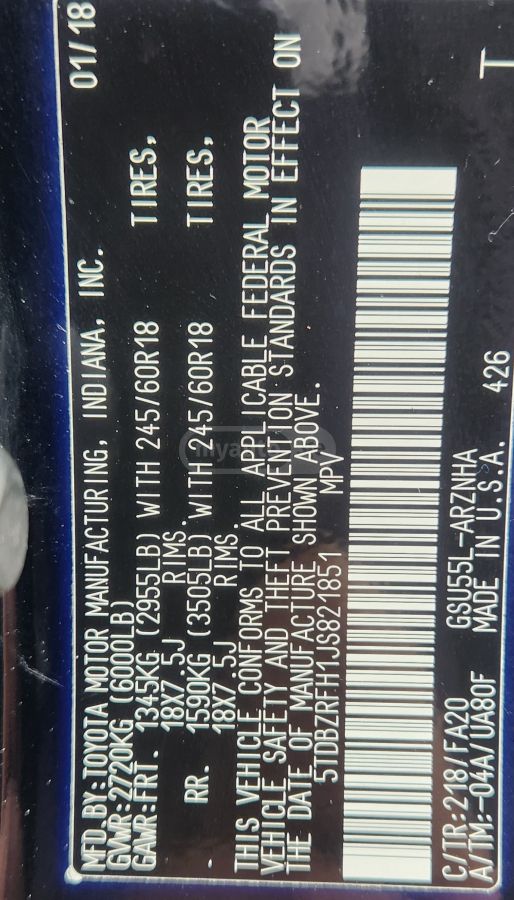 MFD.BY:TOYOTA MOTOR MANUFACTURING, INDIANA, INC. 01/18
GVWR:2720KG (6000LB)
GAWR:FRT. 1345KG (2955LB) WITH 245/60R18 TIRES,
18X7.5J RIMS.
- RR. 1590KG (3505LB) WITH 245/60R18 TIRES,
18X7.5J RIMS.
THIS VEHICLE CONFORMS TO ALL APPLICABLE FEDERAL MOTOR
VEHICLE SAFETY AND THEFT PREVENTION STANDARDS IN EFFECT ON
THE DATE OF MANUFACTURE SHOWN ABOVE.
5TDBZRFH1JS821851 MPV
C/TR:218/FA20 GSU55L-ARZNHA
A/TM:-04A/UA80F MADE IN U.S.A. 426 T